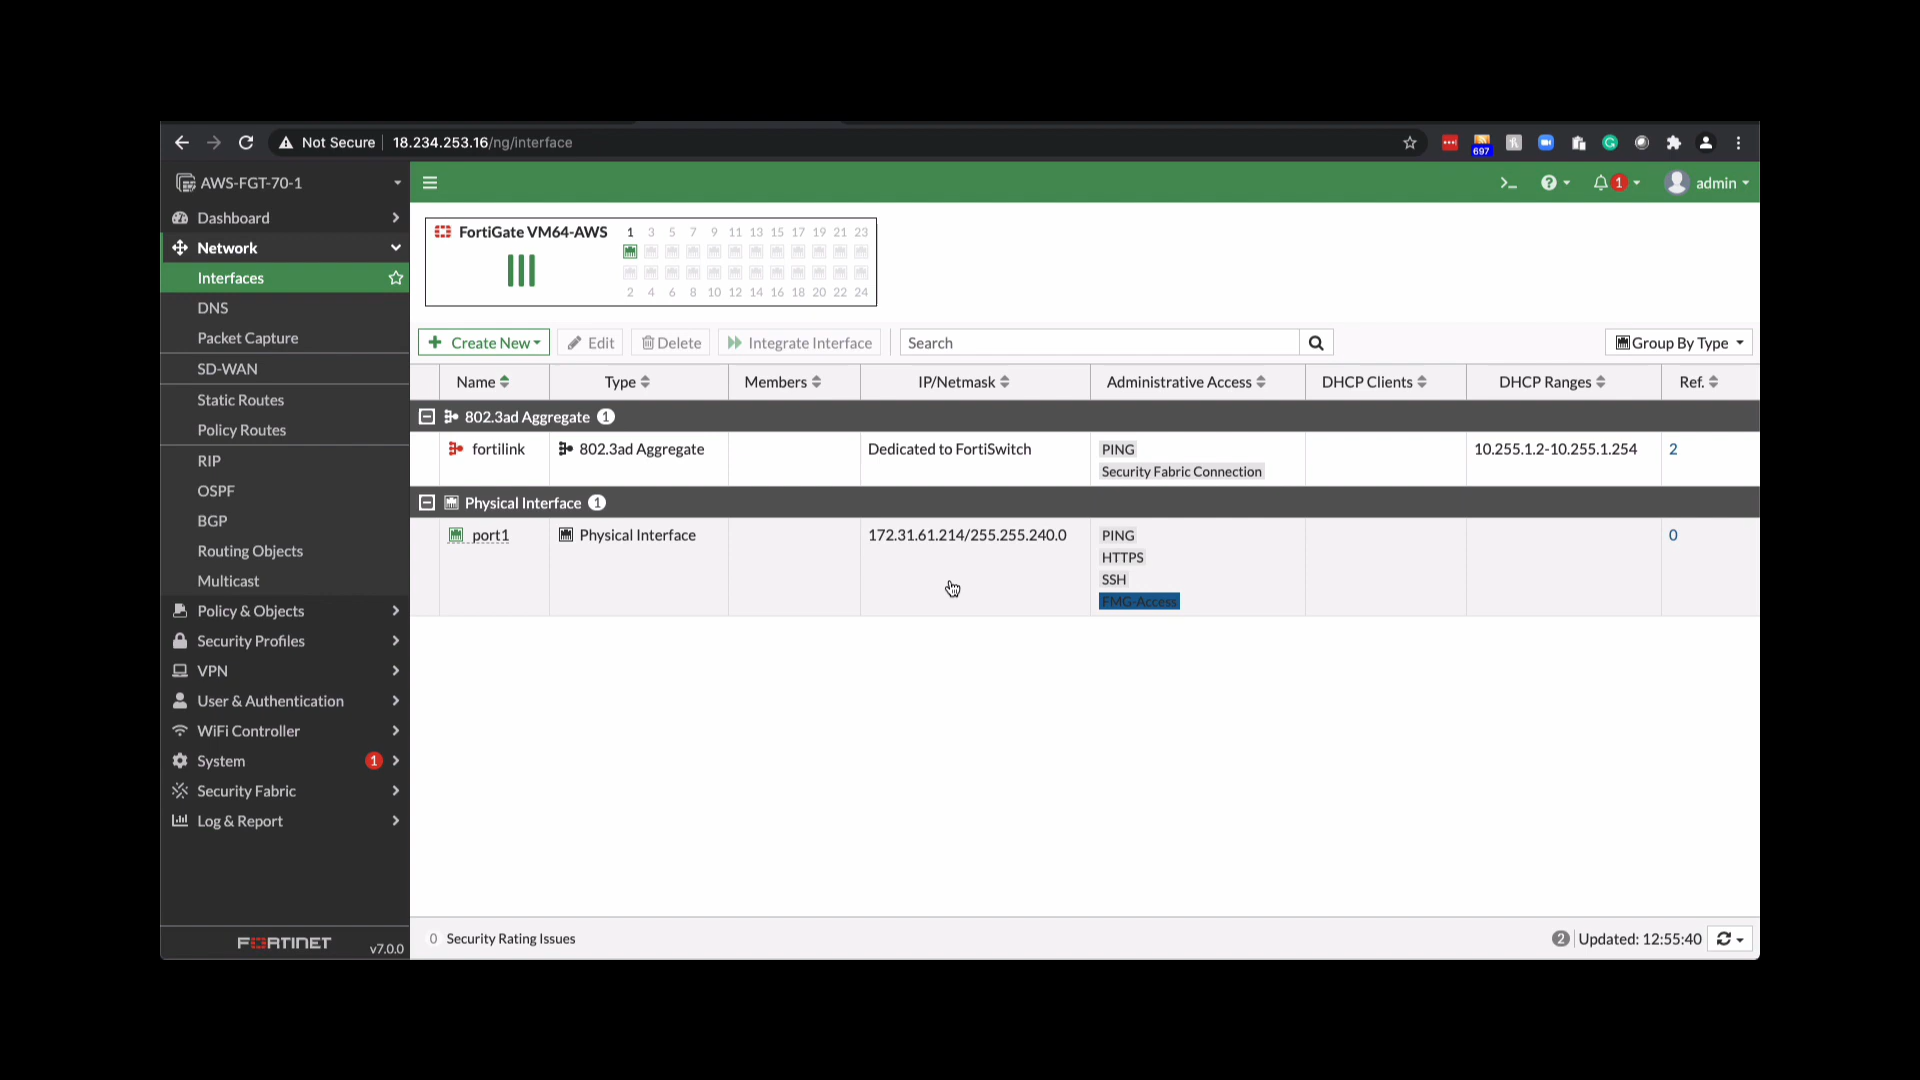 Not Secure 18.234.253.16/ng/interface
697
AWS-FGT-70-1
1
admin
Dashboard
Network
Interfaces
DNS
Packet Capture
SD-WAN
Static Routes
Policy Routes
RIP
OSPF
BGP
Routing Objects
Multicast
Policy & Objects
Security Profiles
VPN
User & Authentication
WiFi Controller
System 1
Security Fabric
Log & Report
FORTINET v7.0.0
FortiGate VM64-AWS
1 3 5 7 9 11 13 15 17 19 21 23
2 4 6 8 10 12 14 16 18 20 22 24
Create New Edit Delete Integrate Interface Search Group By Type
Name Type Members IP/Netmask Administrative Access DHCP Clients DHCP Ranges Ref.
802.3ad Aggregate 1
fortilink 802.3ad Aggregate Dedicated to FortiSwitch PING 10.255.1.2-10.255.1.254 2
Security Fabric Connection
Physical Interface 1
port1 Physical Interface 172.31.61.214/255.255.240.0 PING 0
HTTPS
SSH
FMG-Access
0 Security Rating Issues 2 Updated: 12:55:40